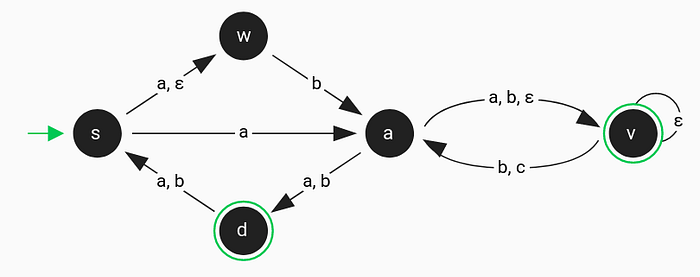 w
a, ε
b
a, b, ε
s
a
a
v
ε
b, c
a, b
a, b
d